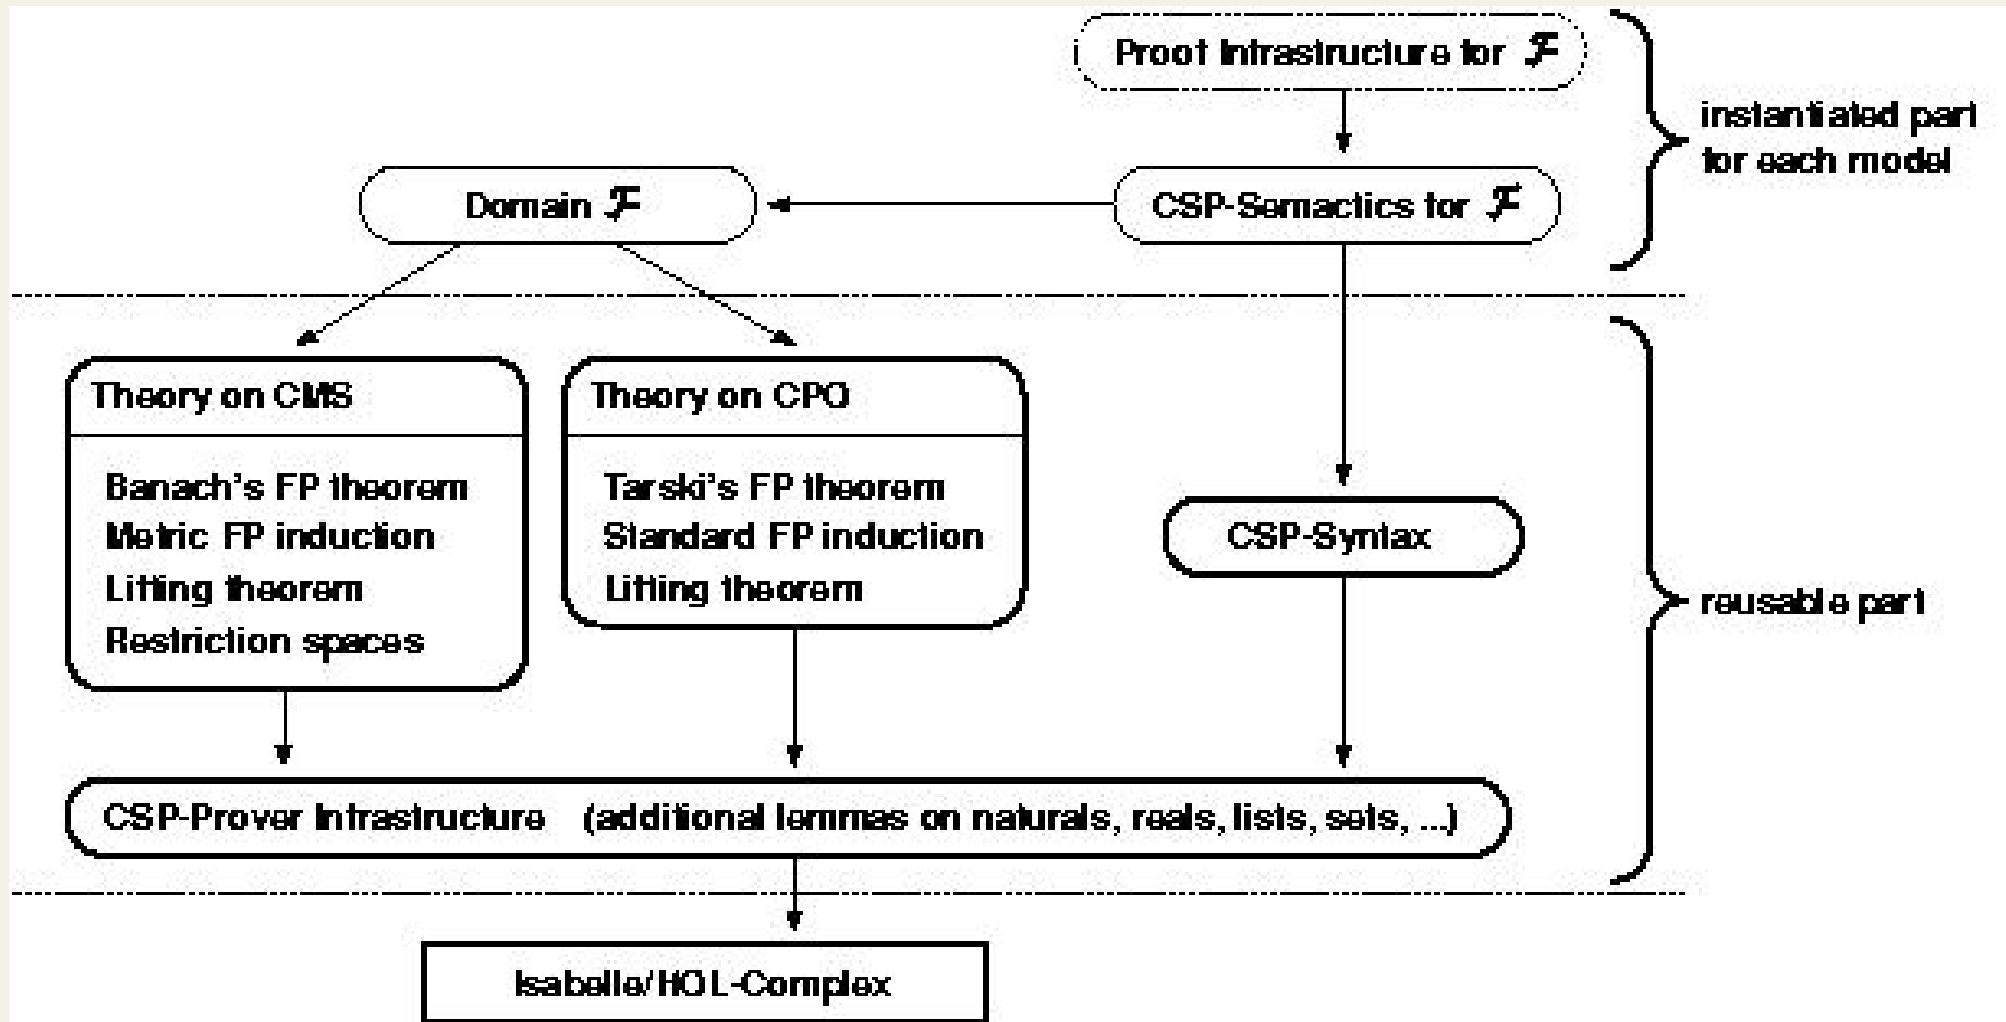 Proof Infrastructure for ℱ
instantiated part
for each model
Domain ℱ
CSP-Semactics for ℱ
Theory on CMS
Banach's FP theorem
Metric FP induction
Lifting theorem
Restriction spaces
Theory on CPO
Tarski's FP theorem
Standard FP induction
Lifting theorem
CSP-Syntax
reusable part
CSP-Prover Infrastructure (additional lemmas on naturals, reals, lists, sets, ...)
Isabelle/HOL-Complex